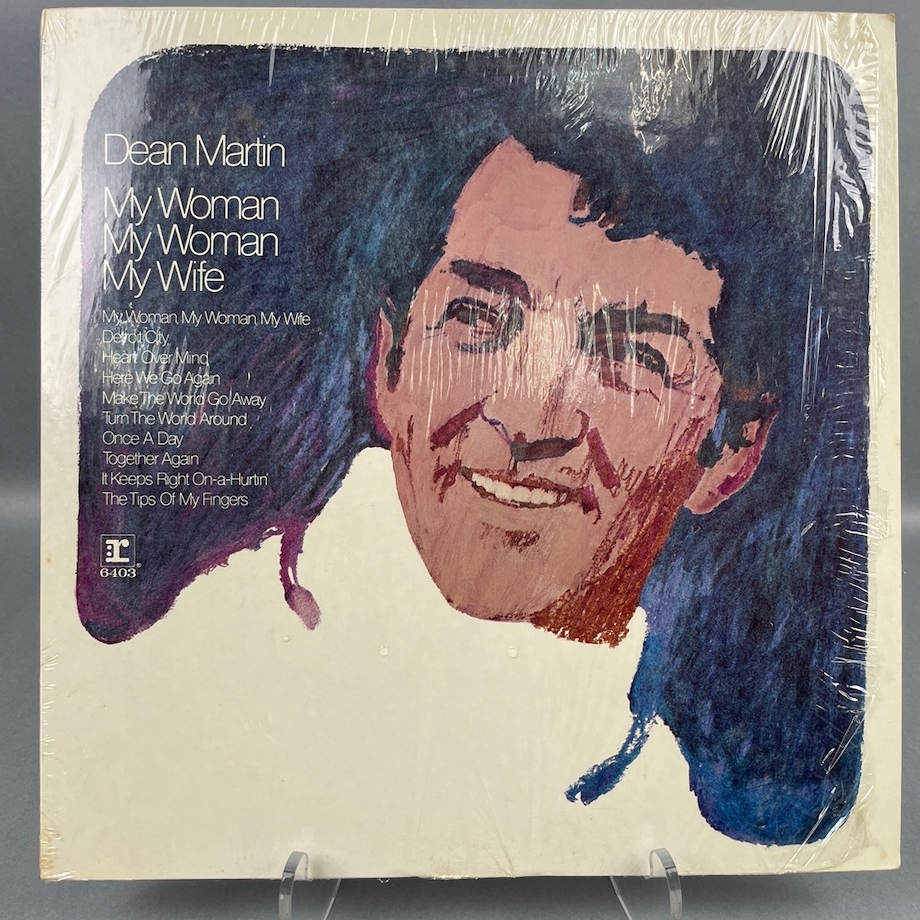 Dean Martin
My Woman
My Woman
My Wife
My Woman, My Woman, My Wife
Detroit City
Heart Over Mind
Here We Go Again
Make The World Go Away
Turn The World Around
Once A Day
Together Again
It Keeps Right On-a-Hurtin'
The Tips Of My Fingers
r
6403®